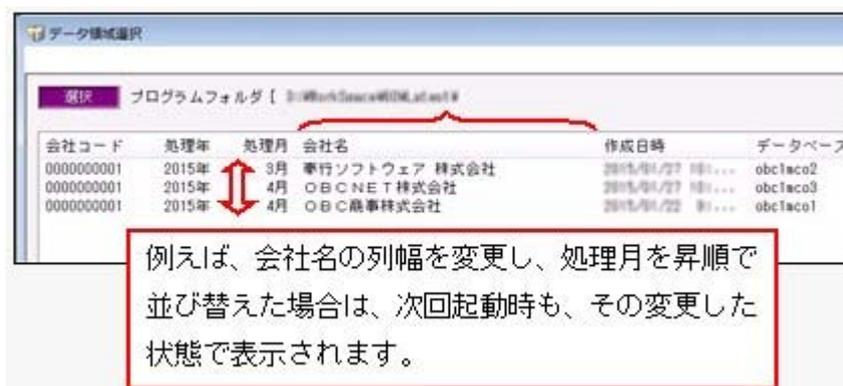 データ領域選択
選択 プログラムフォルダ [
会社コード 処理年 処理月 会社名 作成日時 データベース
0000000001 2015年 3月 奉行ソフトウェア 株式会社 obc1mco2
0000000001 2015年 4月 OBCNET株式会社 obc1mco3
0000000001 2015年 4月 OBC商事株式会社 obc1mco1
例えば、会社名の列幅を変更し、処理月を昇順で
並び替えた場合は、次回起動時も、その変更した
状態で表示されます。